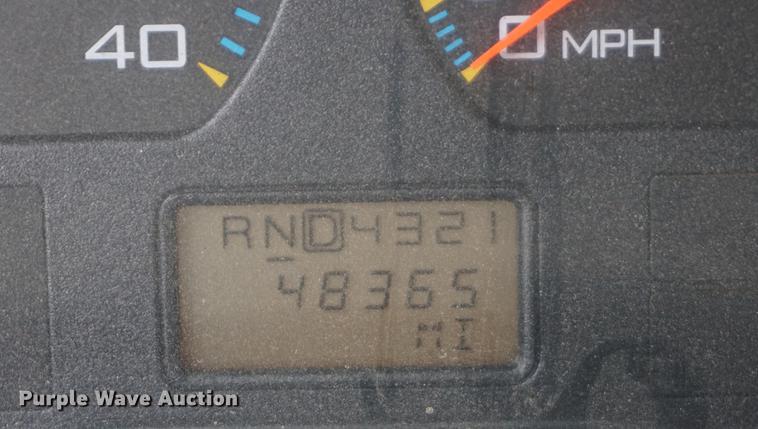 40
0 MPH
RND4321
48365
MI
Purple Wave Auction